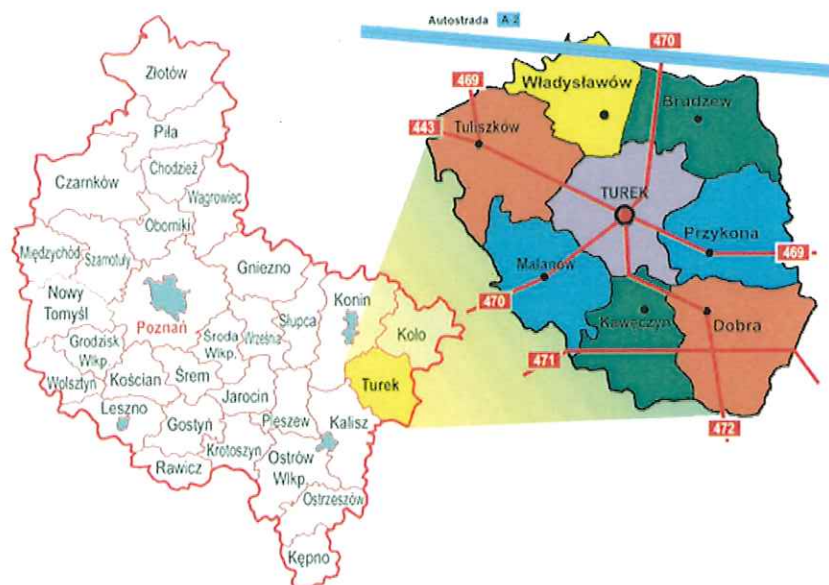 Złotów
Piła
Czarnków
Chodzież
Wągrowiec
Oborniki
Międzychód
Szamotuły
Gniezno
Nowy
Tomyśl
Poznań
Konin
Słupca
Koło
Grodzisk
Wlkp.
Środa
Wlkp.
Września
Wolsztyn
Kościan
Śrem
Turek
Jarocin
Leszno
Gostyń
Pleszew
Kalisz
Krotoszyn
Rawicz
Ostrów
Wlkp.
Ostrzeszów
Kępno
Autostrada A 2
470
Władysławów
469
Brudzew
443
Tuliszków
TUREK
Przykona
469
Malanów
470
Kawęczyn
Dobra
471
472